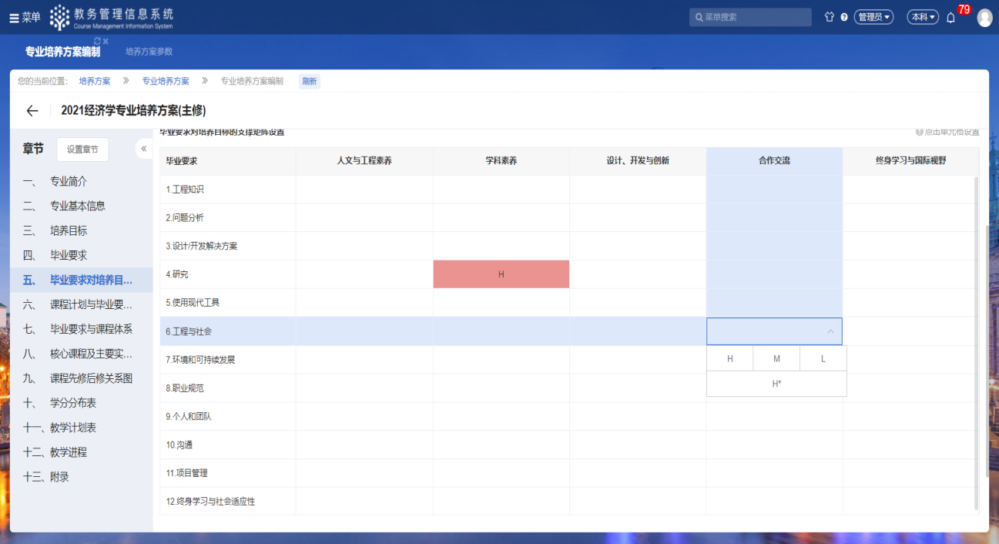 菜单
教务管理信息系统
Course Management Information System
菜单搜索
管理员
本科
79
专业培养方案编制
培养方案参数
您的当前位置： 培养方案 专业培养方案 专业培养方案编制 刷新
2021经济学专业培养方案(主修)
章节 设置章节
一、 专业简介
二、 专业基本信息
三、 培养目标
四、 毕业要求
五、 毕业要求对培养目...
六、 课程计划与毕业要...
七、 毕业要求与课程体系
八、 核心课程及主要实...
九、 课程先修后修关系图
十、 学分分布表
十一、教学计划表
十二、教学进程
十三、附录
毕业要求对培养目标的支撑矩阵设置
点击单元格设置
毕业要求 人文与工程素养 学科素养 设计、开发与创新 合作交流 终身学习与国际视野
1.工程知识
2.问题分析
3.设计/开发解决方案
4.研究 H
5.使用现代工具
6.工程与社会
7.环境和可持续发展 H M L
8.职业规范 H*
9.个人和团队
10.沟通
11.项目管理
12.终身学习与社会适应性